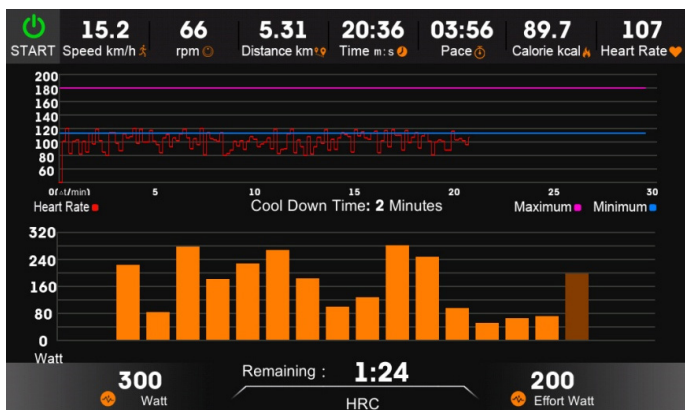 START
15.2
Speed km/h
66
rpm
5.31
Distance km
20:36
Time m:s
03:56
Pace
89.7
Calorie kcal
107
Heart Rate
200
180
160
140
120
100
80
60
0(Δt/min) 5 10 15 20 25 30
Heart Rate
Cool Down Time: 2 Minutes
Maximum
Minimum
320
240
160
80
0
Watt
300
Watt
Remaining : 1:24
HRC
200
Effort Watt